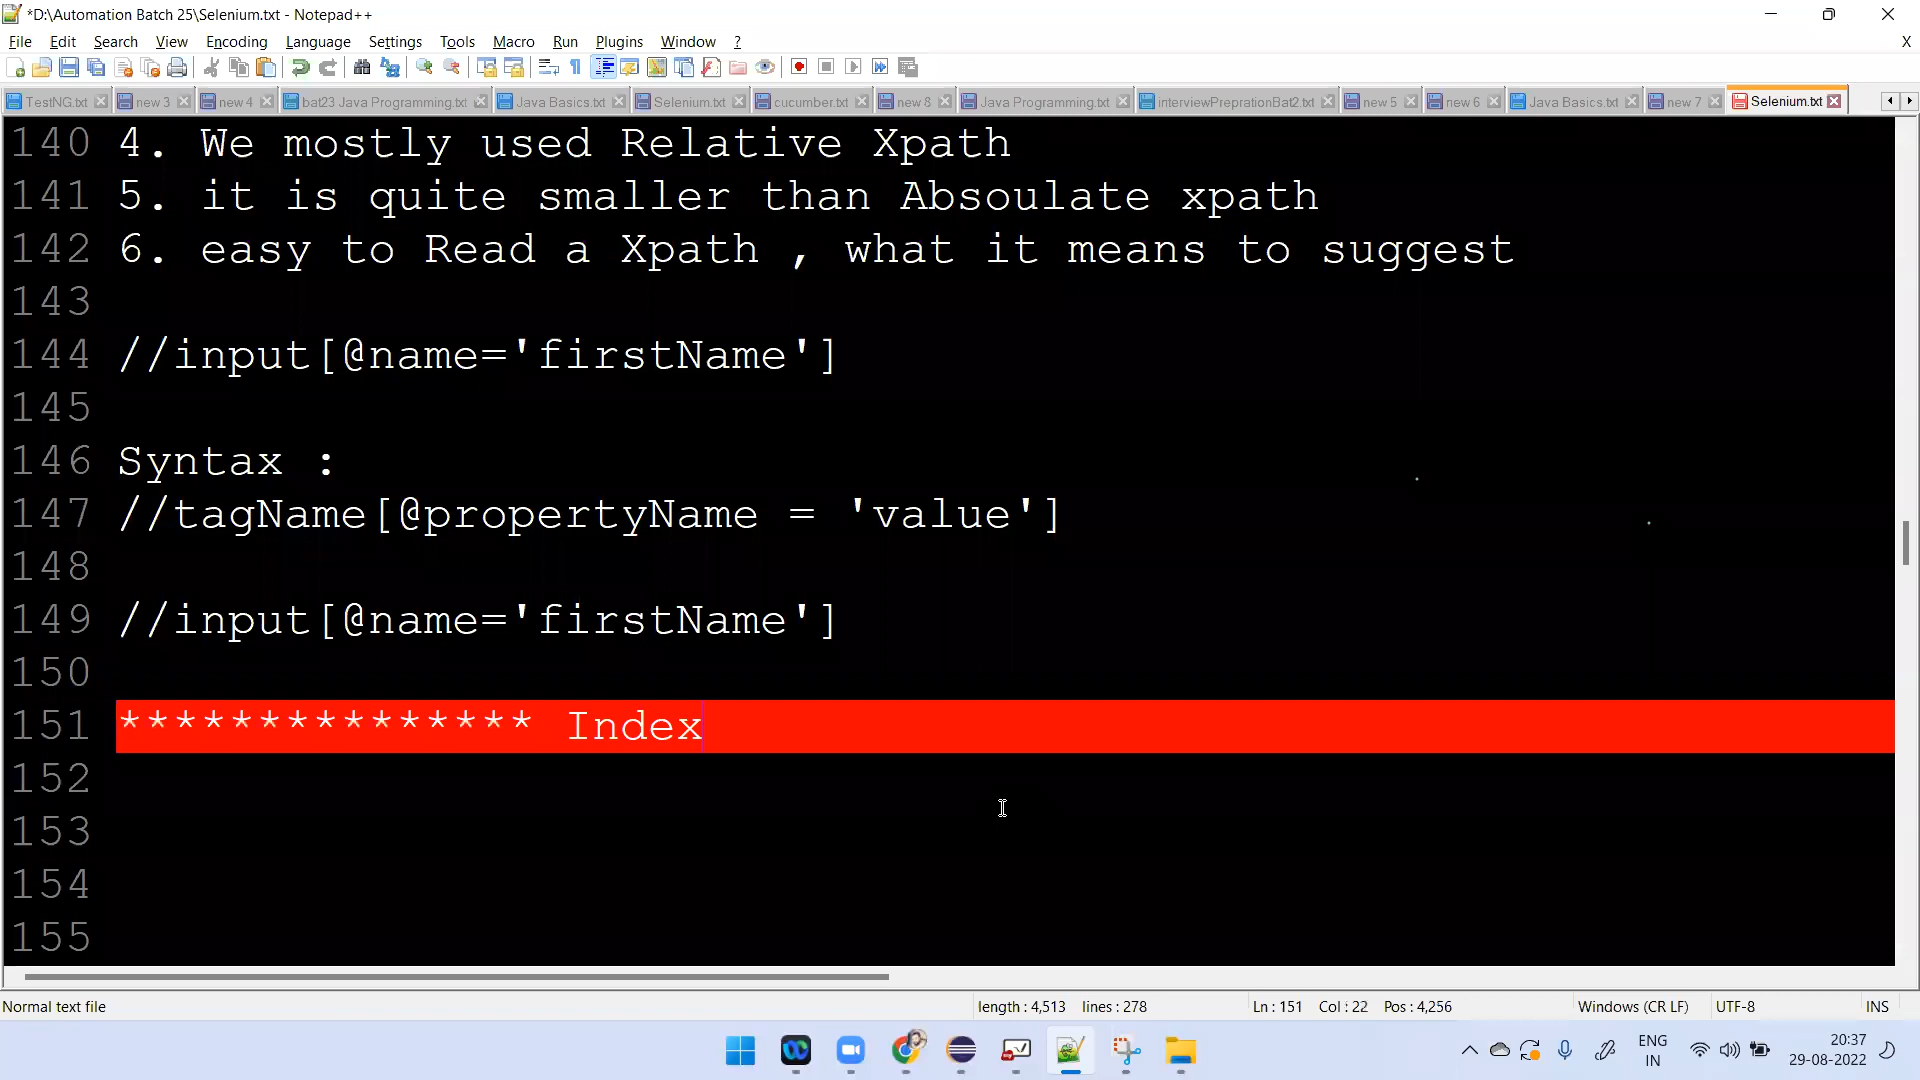 *D:\Automation Batch 25\Selenium.txt - Notepad++
File Edit Search View Encoding Language Settings Tools Macro Run Plugins Window ? X
TestNG.txt new 3 new 4 bat23 Java Programming.txt Java Basics.txt Selenium.txt cucumber.txt new 8 Java Programming.txt interviewPreprationBat2.txt new 5 new 6 Java Basics.txt new 7 Selenium.txt
140 4. We mostly used Relative Xpath
141 5. it is quite smaller than Absoulate xpath
142 6. easy to Read a Xpath , what it means to suggest
143
144 //input[@name='firstName']
145
146 Syntax :
147 //tagName[@propertyName = 'value']
148
149 //input[@name='firstName']
150
151 *************** Index
152
153
154
155
Normal text file length : 4,513 lines : 278 Ln : 151 Col : 22 Pos : 4,256 Windows (CR LF) UTF-8 INS
ENG 20:37
IN 29-08-2022